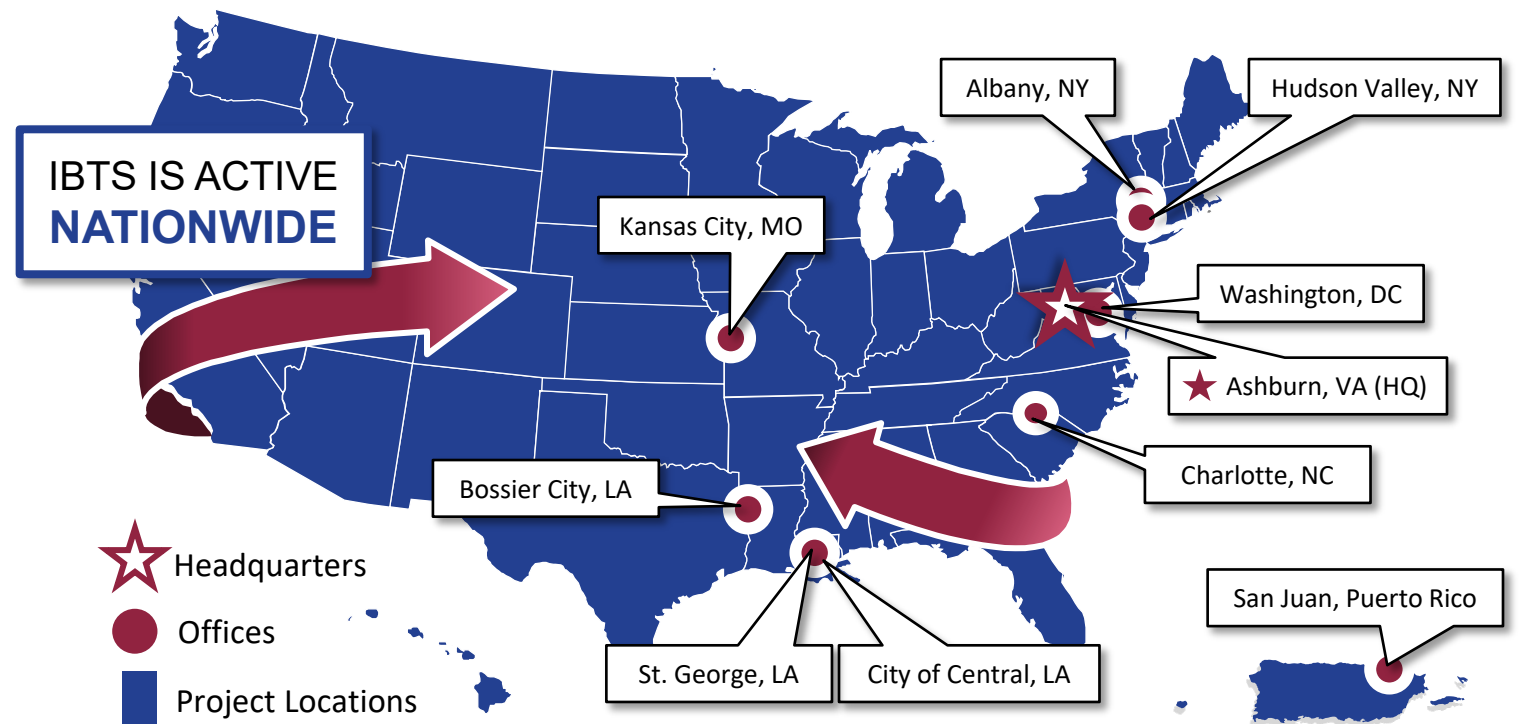 IBTS IS ACTIVE
NATIONWIDE
Albany, NY
Hudson Valley, NY
Kansas City, MO
Washington, DC
Ashburn, VA (HQ)
Charlotte, NC
Bossier City, LA
St. George, LA
City of Central, LA
San Juan, Puerto Rico
Headquarters
Offices
Project Locations